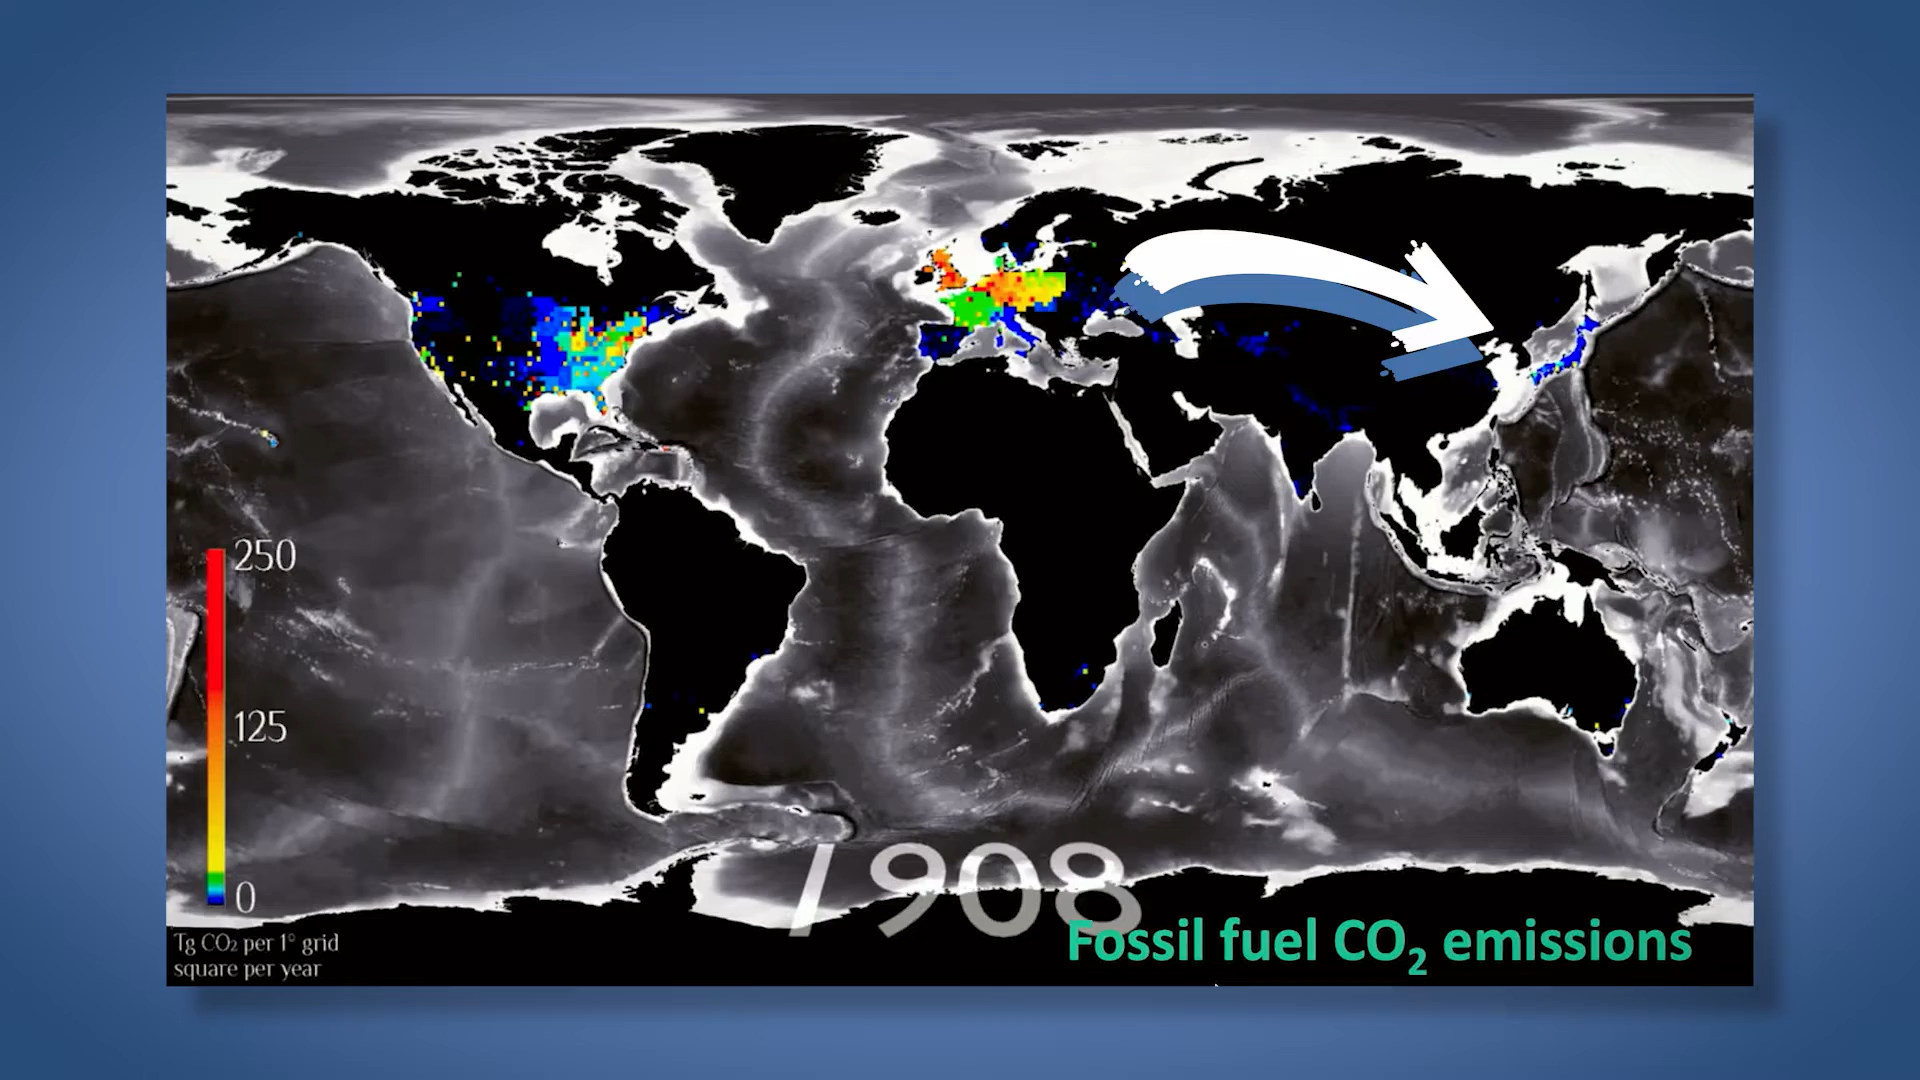 250
125
0
Tg CO₂ per 1° grid
square per year
1908
Fossil fuel CO₂ emissions